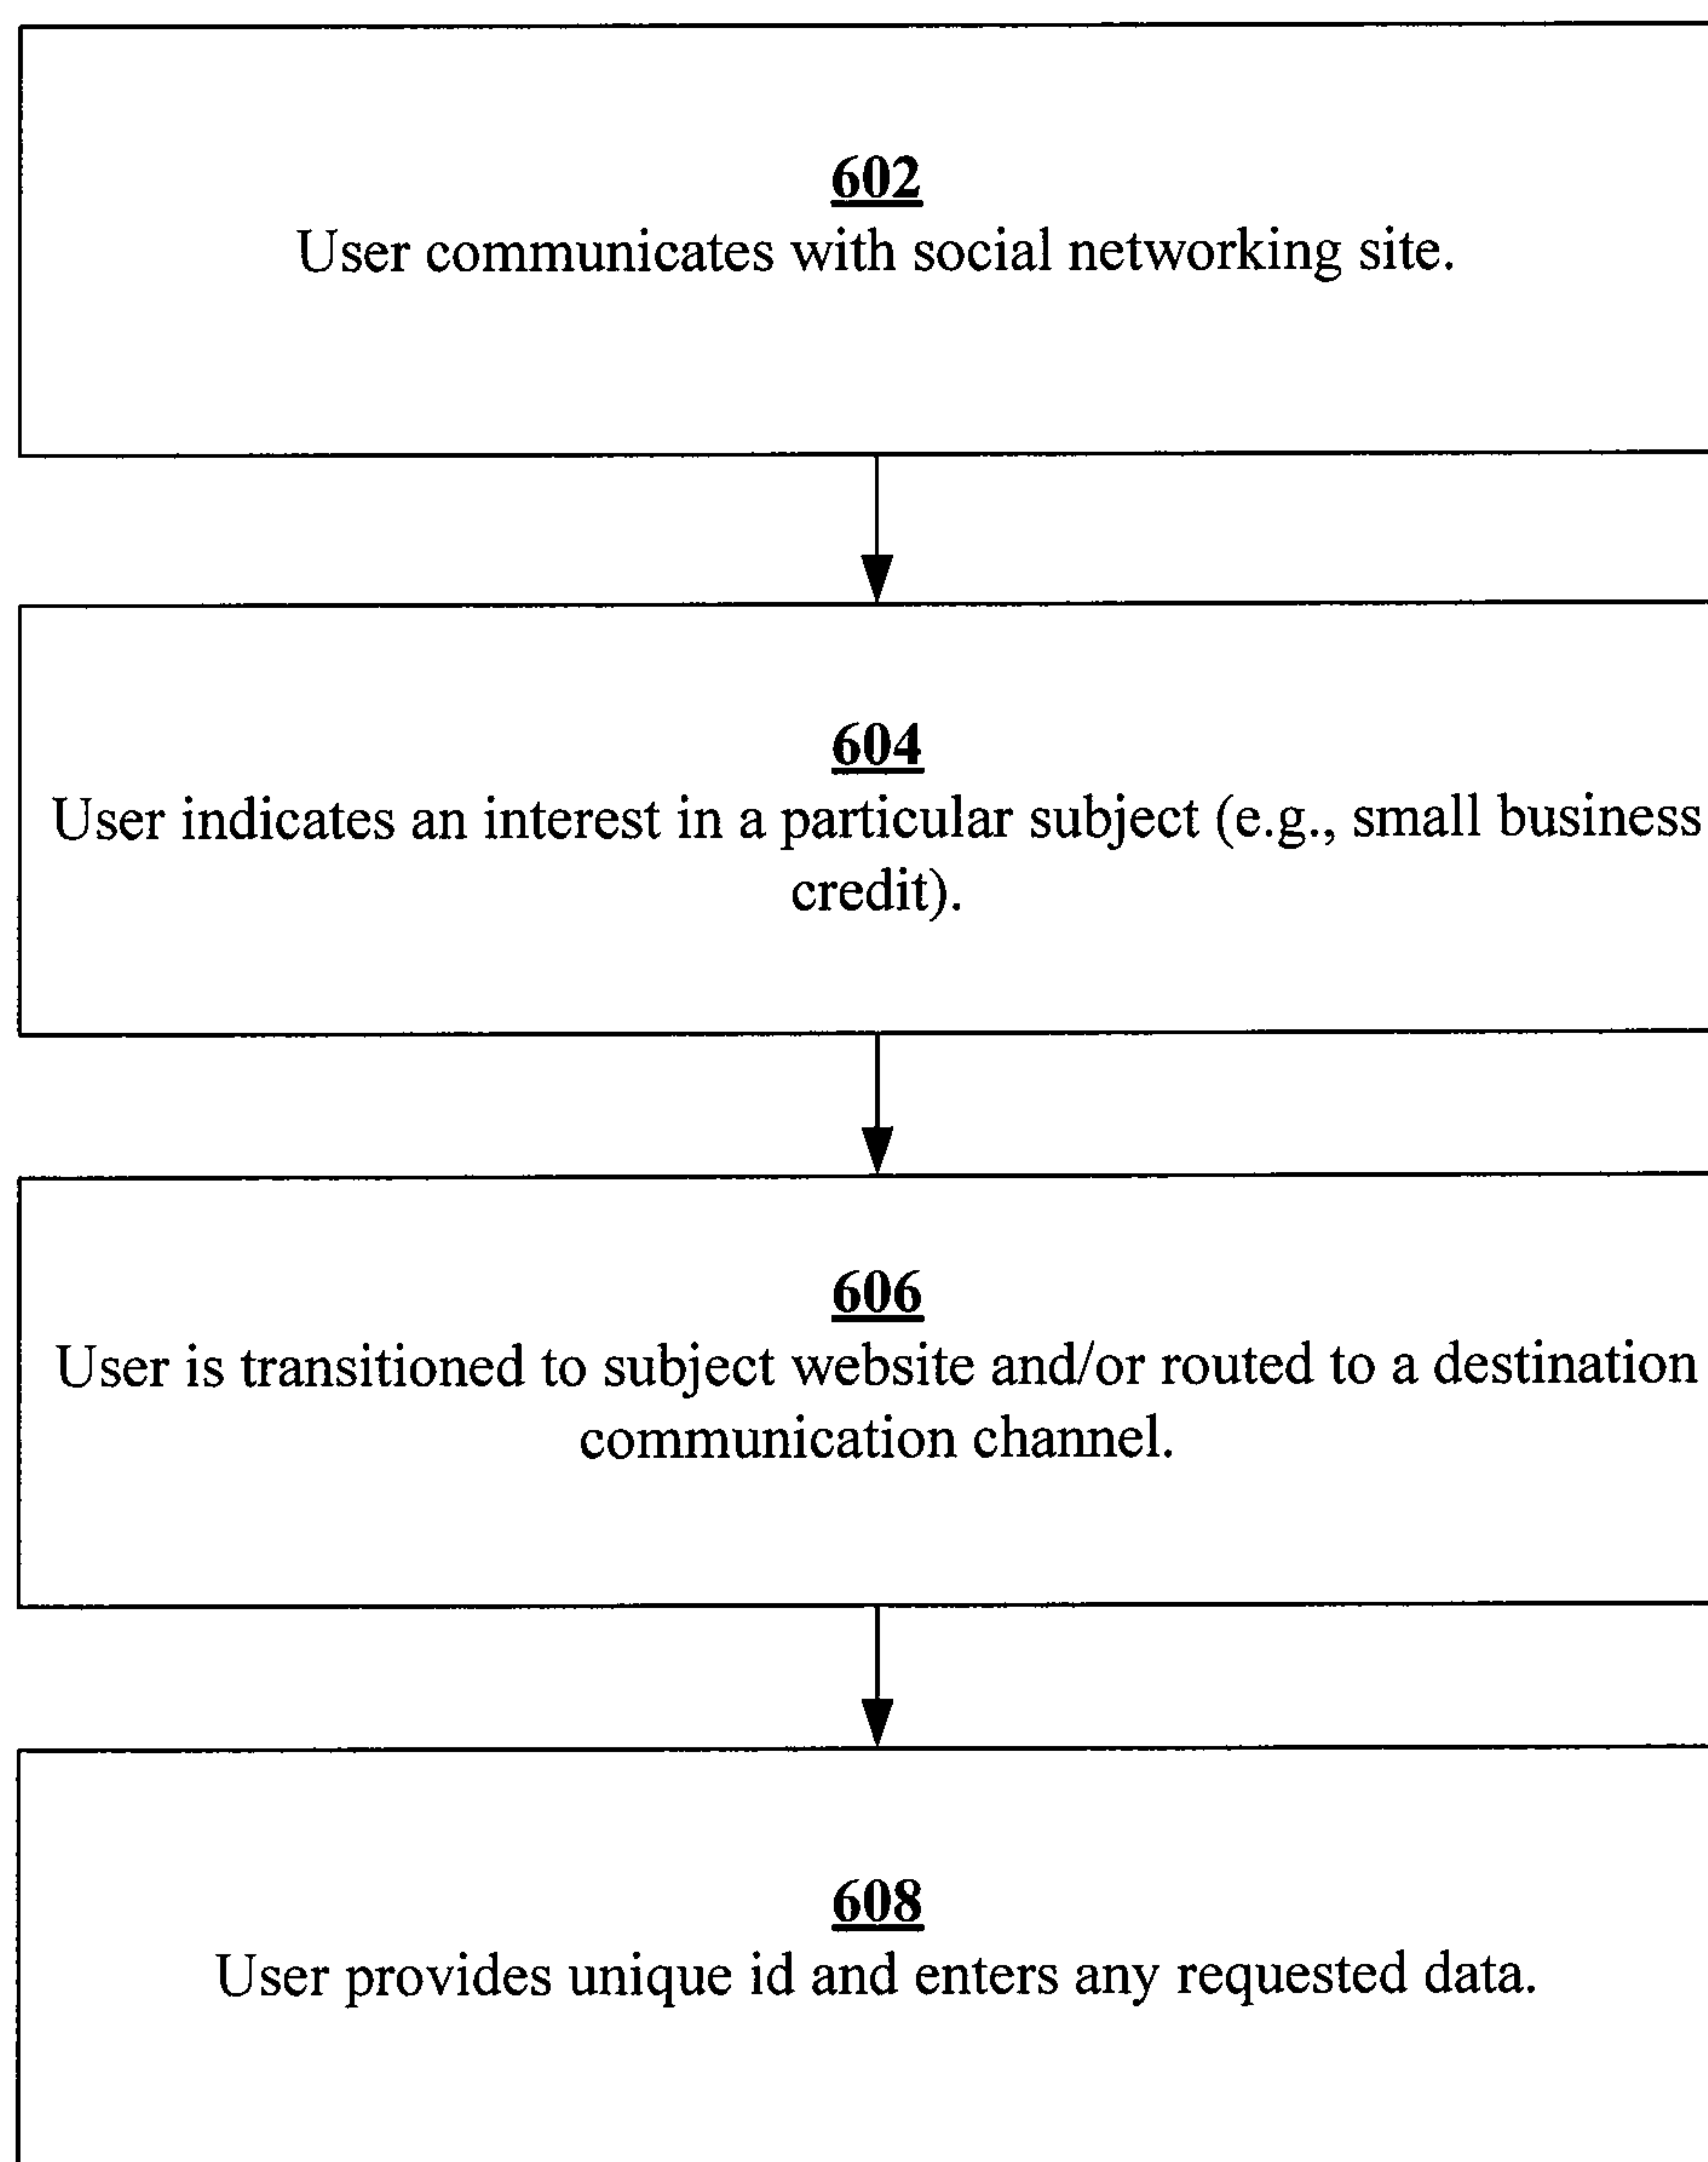 602
User communicates with social networking site.
604
User indicates an interest in a particular subject (e.g., small business
credit).
606
User is transitioned to subject website and/or routed to a destination
communication channel.
608
User provides unique id and enters any requested data.